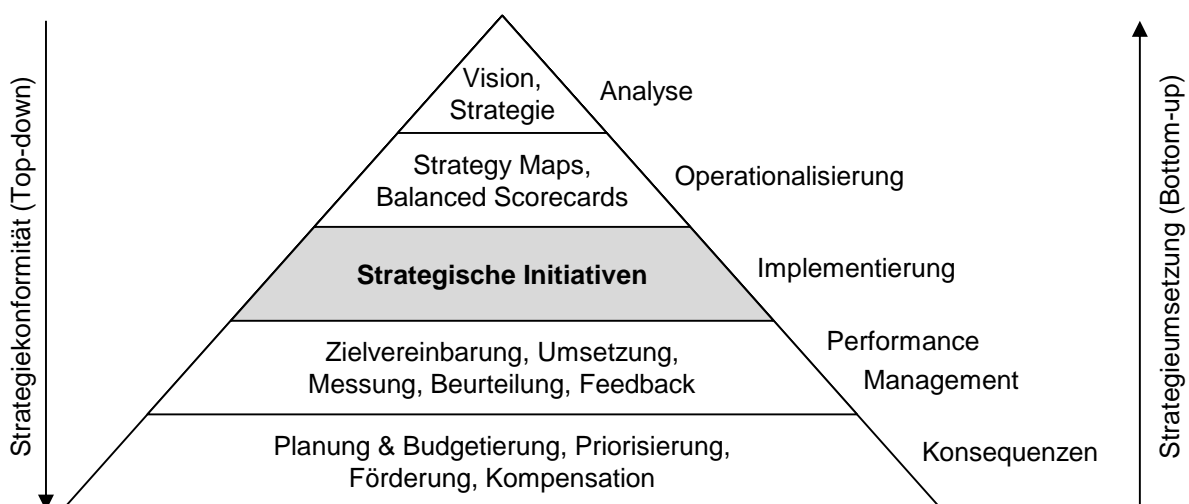 Strategiekonformität (Top-down)
Vision,
Strategie
Analyse
Strategy Maps,
Balanced Scorecards
Operationalisierung
Strategische Initiativen
Implementierung
Zielvereinbarung, Umsetzung,
Messung, Beurteilung, Feedback
Performance
Management
Planung & Budgetierung, Priorisierung,
Förderung, Kompensation
Konsequenzen
Strategieumsetzung (Bottom-up)